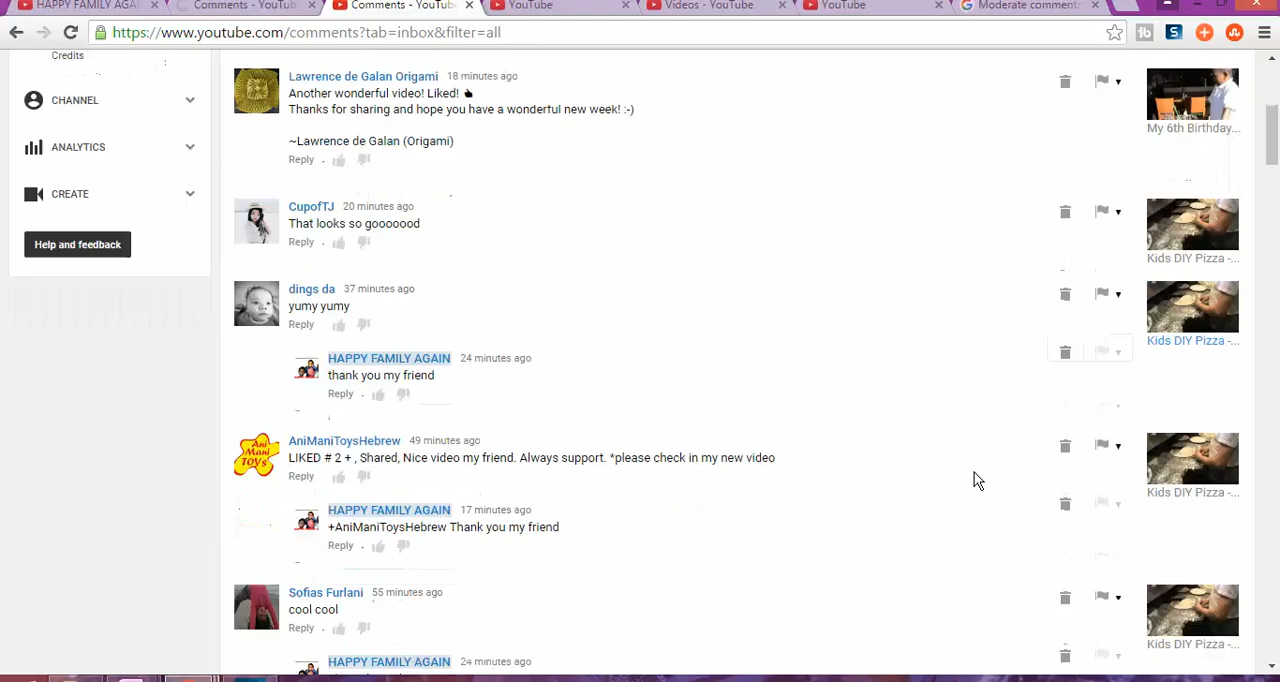 HAPPY FAMILY AGAI
Comments - YouTub
Comments - YouTub
YouTube
Videos - YouTube
YouTube
Moderate comments
https://www.youtube.com/comments?tab=inbox&filter=all
Credits
CHANNEL
ANALYTICS
CREATE
Help and feedback
Lawrence de Galan Origami 18 minutes ago
Another wonderful video! Liked!
Thanks for sharing and hope you have a wonderful new week! :-)
~Lawrence de Galan (Origami)
Reply
My 6th Birthday...
CupofTJ 20 minutes ago
That looks so gooooood
Reply
Kids DIY Pizza -...
dings da 37 minutes ago
yumy yumy
Reply
Kids DIY Pizza -...
HAPPY FAMILY AGAIN 24 minutes ago
thank you my friend
Reply
AniMani TOYS
AniManiToysHebrew 49 minutes ago
LIKED # 2 + , Shared, Nice video my friend. Always support. *please check in my new video
Reply
Kids DIY Pizza -...
HAPPY FAMILY AGAIN 17 minutes ago
+AniManiToysHebrew Thank you my friend
Reply
Sofias Furlani 55 minutes ago
cool cool
Reply
Kids DIY Pizza -...
HAPPY FAMILY AGAIN 24 minutes ago